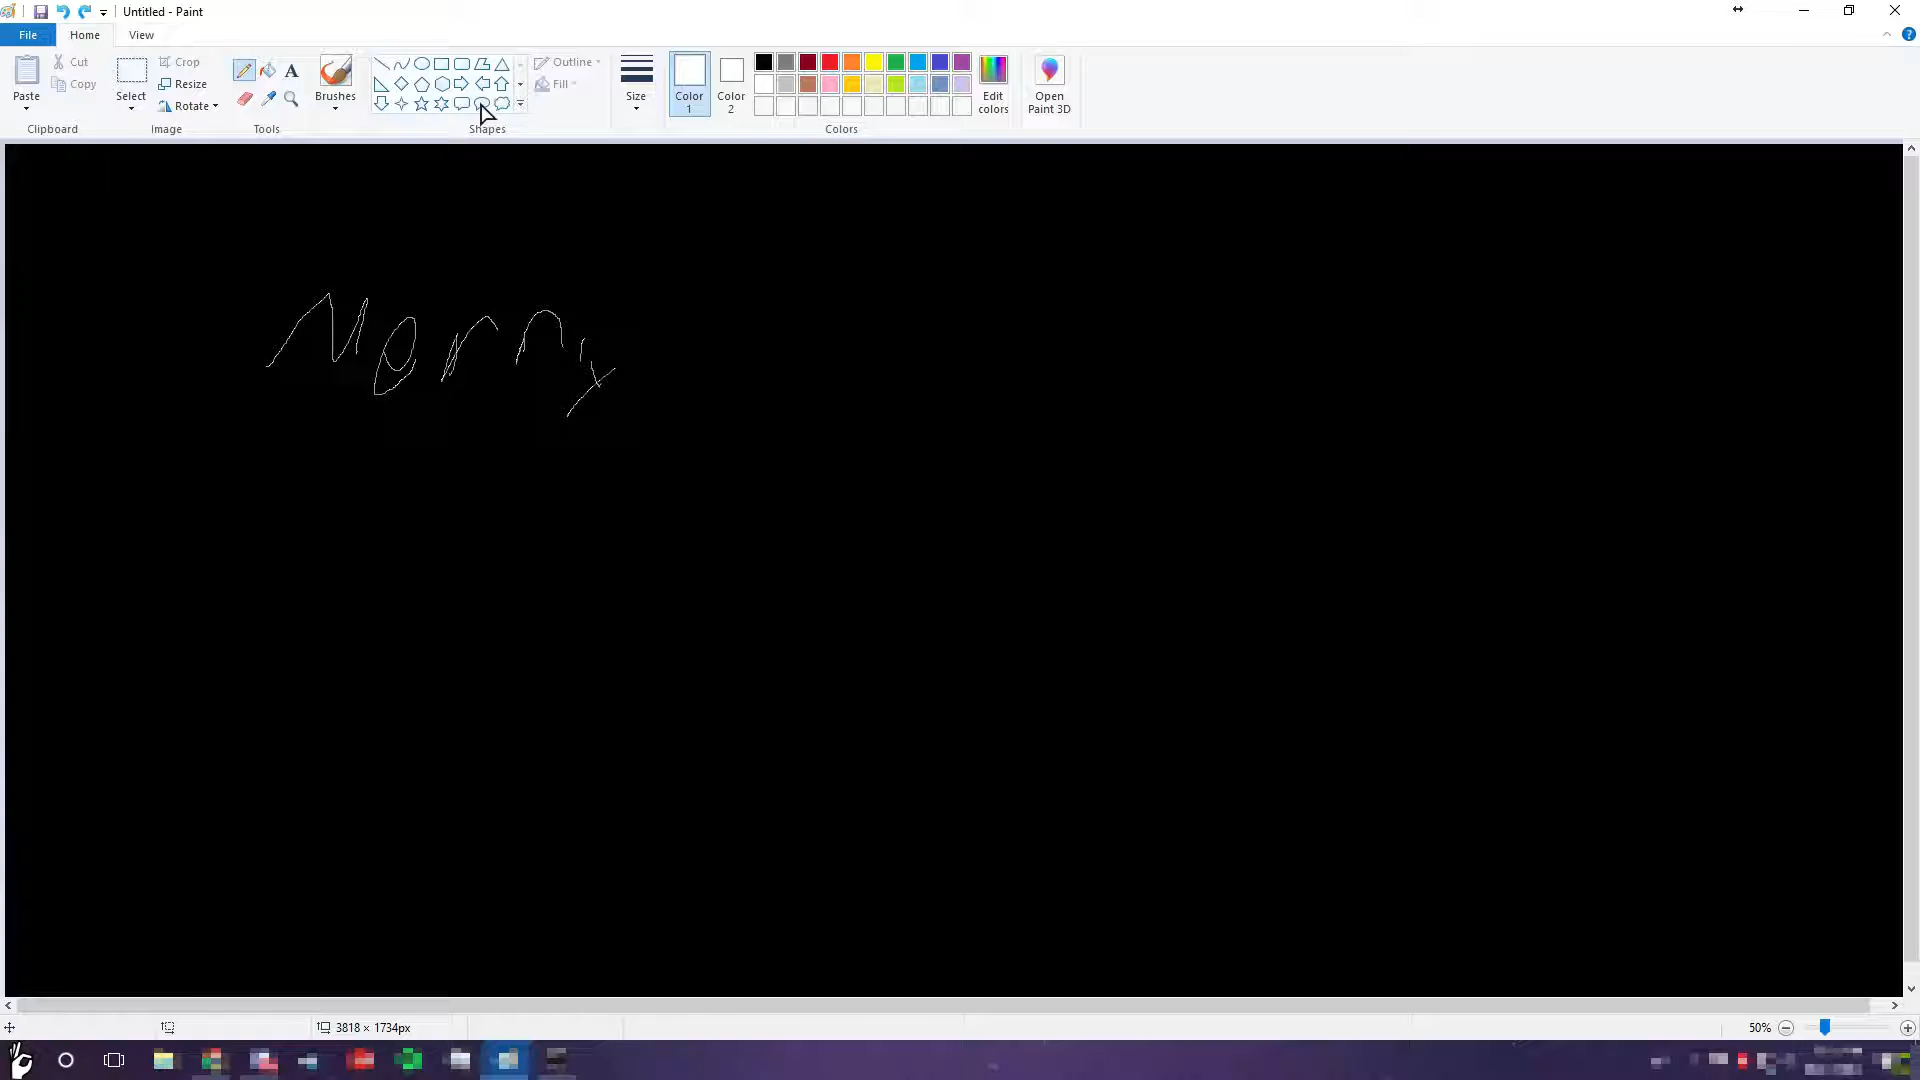 Untitled - Paint
File Home View
Paste Cut Copy Clipboard
Select Crop Resize Rotate Image
A Tools
Brushes
Shapes
Outline Fill
Size
Color 1 Color 2
Colors
Edit colors
Open Paint 3D
3818 × 1734px
50%